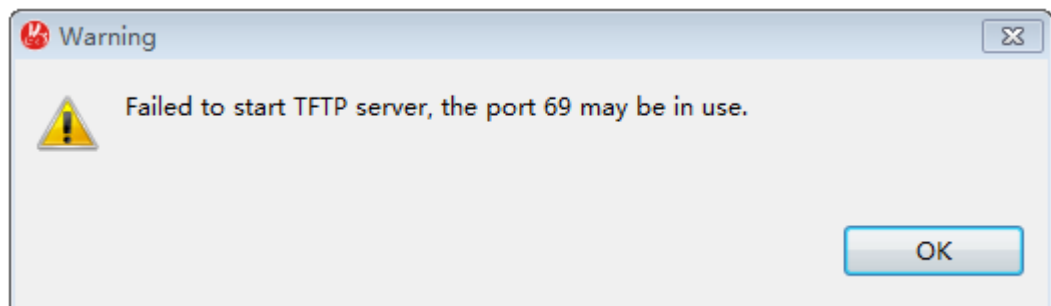 Warning
Failed to start TFTP server, the port 69 may be in use.
OK